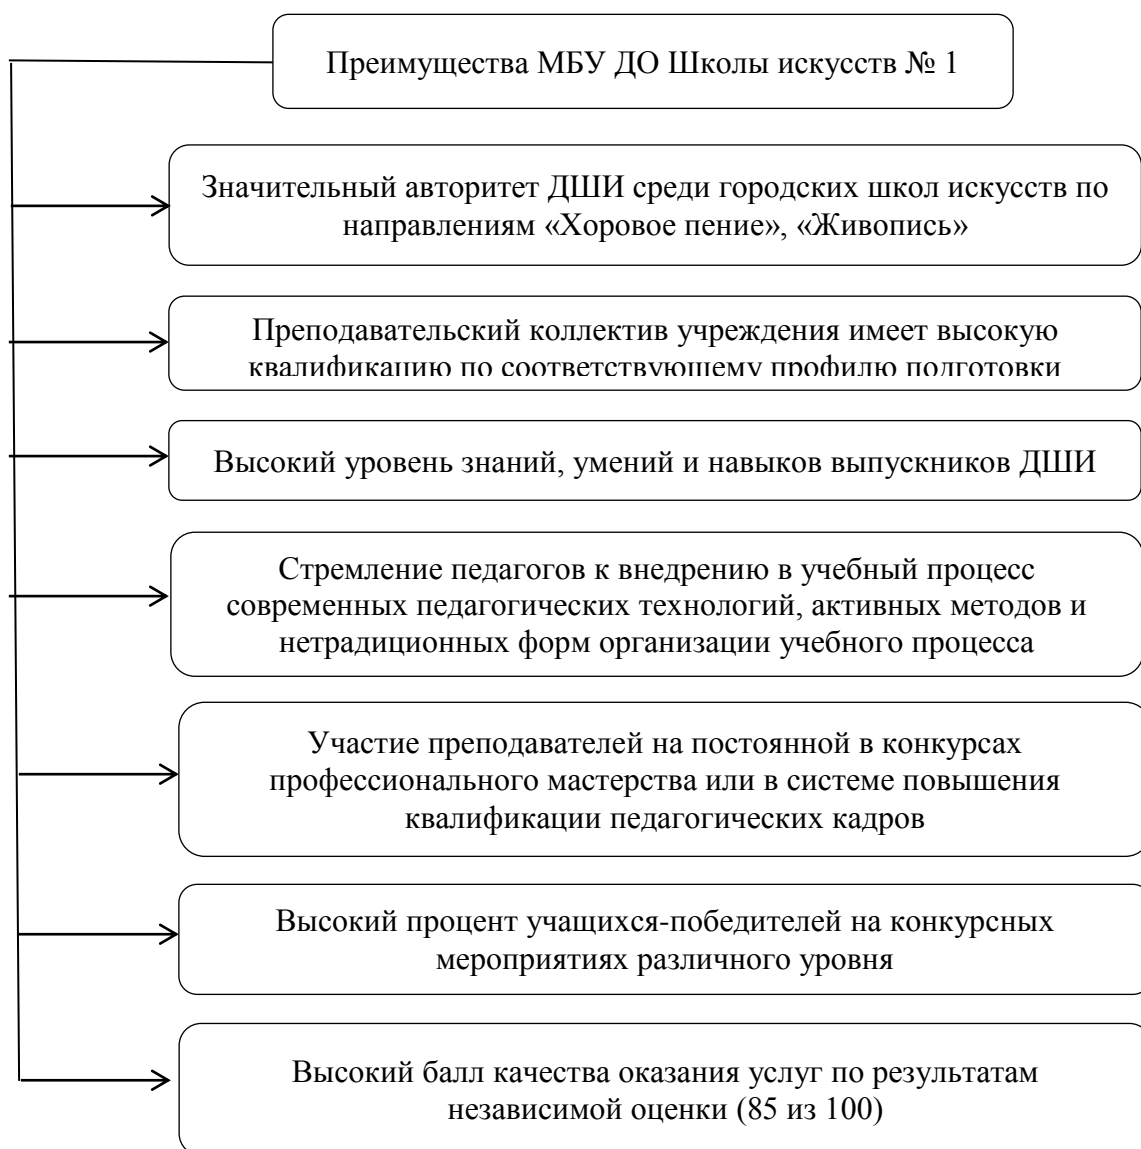 Преимущества МБУ ДО Школы искусств № 1
Значительный авторитет ДШИ среди городских школ искусств по
направлениям «Хоровое пение», «Живопись»
Преподавательский коллектив учреждения имеет высокую
квалификацию по соответствующему профилю подготовки
Высокий уровень знаний, умений и навыков выпускников ДШИ
Стремление педагогов к внедрению в учебный процесс
современных педагогических технологий, активных методов и
нетрадиционных форм организации учебного процесса
Участие преподавателей на постоянной в конкурсах
профессионального мастерства или в системе повышения
квалификации педагогических кадров
Высокий процент учащихся-победителей на конкурсных
мероприятиях различного уровня
Высокий балл качества оказания услуг по результатам
независимой оценки (85 из 100)